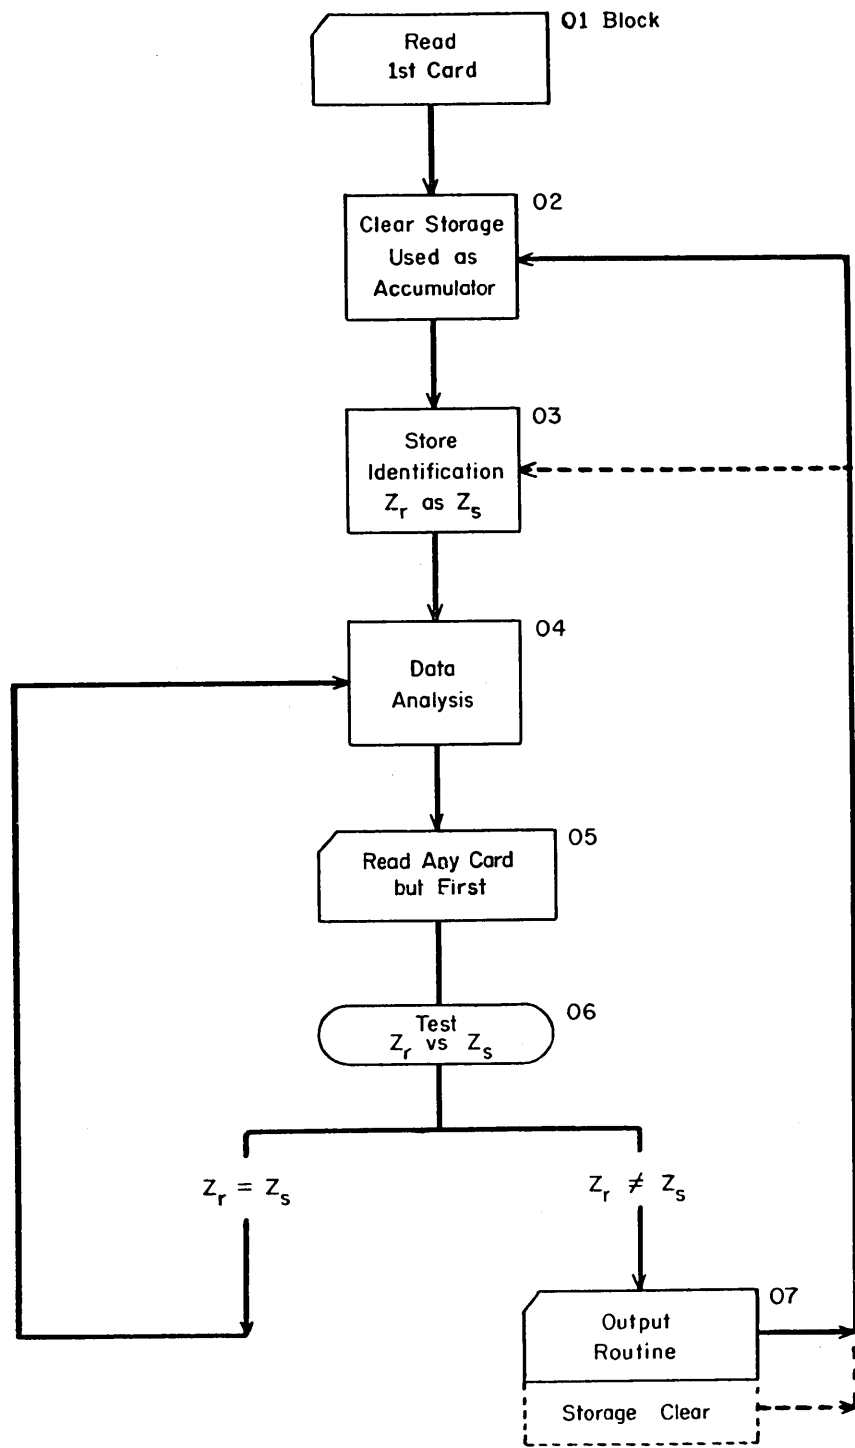 01 Block
Read
1st Card
02
Clear Storage
Used as
Accumulator
03
Store
Identification
Zr as Zs
04
Data
Analysis
05
Read Any Card
but First
06
Test
Zr vs Zs
Zr = Zs
Zr ≠ Zs
07
Output
Routine
Storage Clear